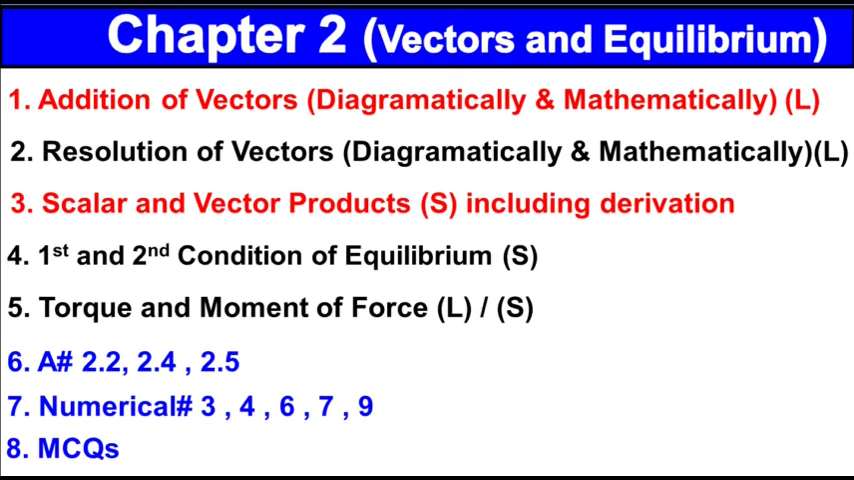 Chapter 2 (Vectors and Equilibrium)
1. Addition of Vectors (Diagramatically & Mathematically) (L)
2. Resolution of Vectors (Diagramatically & Mathematically)(L)
3. Scalar and Vector Products (S) including derivation
4. 1st and 2nd Condition of Equilibrium (S)
5. Torque and Moment of Force (L) / (S)
6. A# 2.2, 2.4 , 2.5
7. Numerical# 3 , 4 , 6 , 7 , 9
8. MCQs